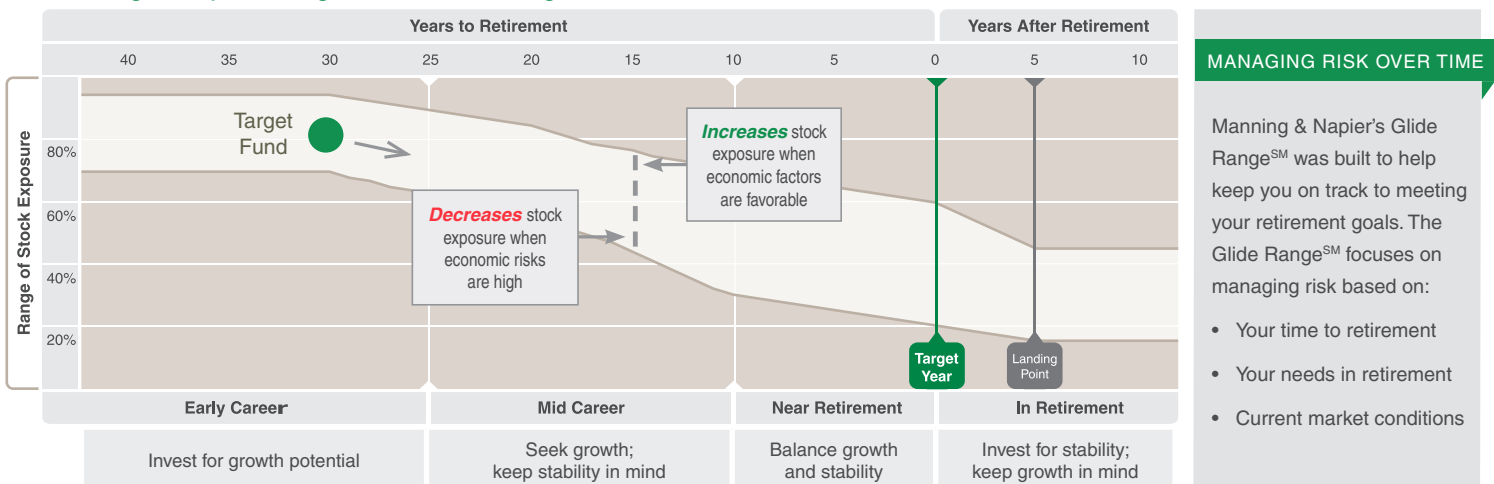 Years to Retirement
Years After Retirement
40 35 30 25 20 15 10 5 0 5 10
Range of Stock Exposure
80%
60%
40%
20%
Target
Fund
Increases stock
exposure when
economic factors
are favorable
Decreases stock
exposure when
economic risks
are high
Target
Year
Landing
Point
Early Career
Mid Career
Near Retirement
In Retirement
Invest for growth potential
Seek growth;
keep stability in mind
Balance growth
and stability
Invest for stability;
keep growth in mind
MANAGING RISK OVER TIME
Manning & Napier’s Glide
Range℠ was built to help
keep you on track to meeting
your retirement goals. The
Glide Range℠ focuses on
managing risk based on:
• Your time to retirement
• Your needs in retirement
• Current market conditions